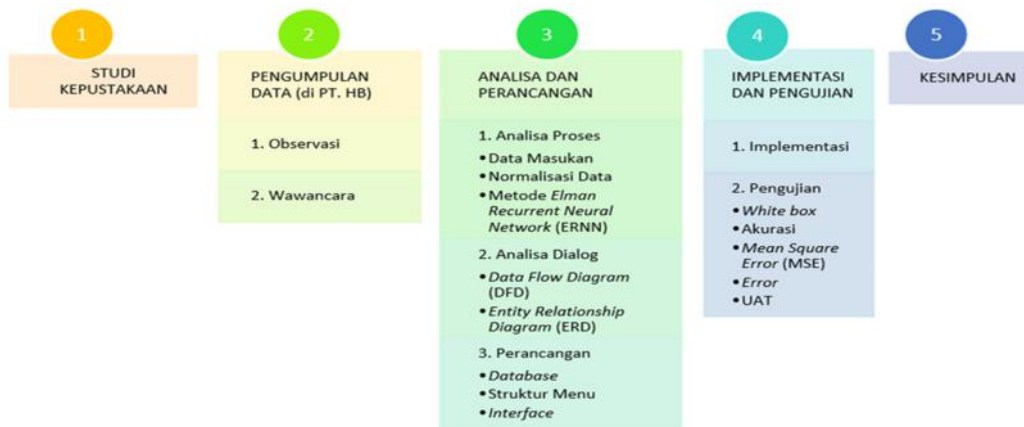 1
STUDI
KEPUSTAKAAN
2
PENGUMPULAN
DATA (di PT. HB)
1. Observasi
2. Wawancara
3
ANALISA DAN
PERANCANGAN
1. Analisa Proses
•Data Masukan
•Normalisasi Data
•Metode Elman
Recurrent Neural
Network (ERNN)
2. Analisa Dialog
•Data Flow Diagram
(DFD)
•Entity Relationship
Diagram (ERD)
3. Perancangan
•Database
•Struktur Menu
•Interface
4
IMPLEMENTASI
DAN PENGUJIAN
1. Implementasi
2. Pengujian
•White box
•Akurasi
•Mean Square
Error (MSE)
•Error
•UAT
5
KESIMPULAN